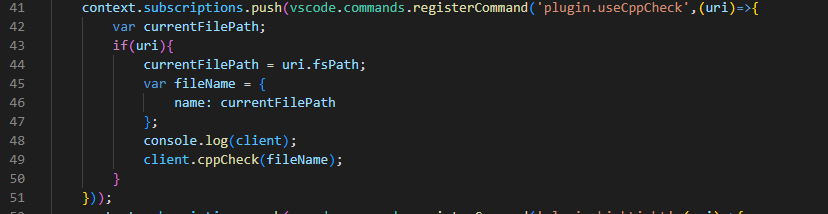 41 context.subscriptions.push(vscode.commands.registerCommand('plugin.useCppCheck',(uri)=>{
42 var currentFilePath;
43 if(uri){
44 currentFilePath = uri.fsPath;
45 var fileName = {
46 name: currentFilePath
47 };
48 console.log(client);
49 client.cppCheck(fileName);
50 }
51 }));